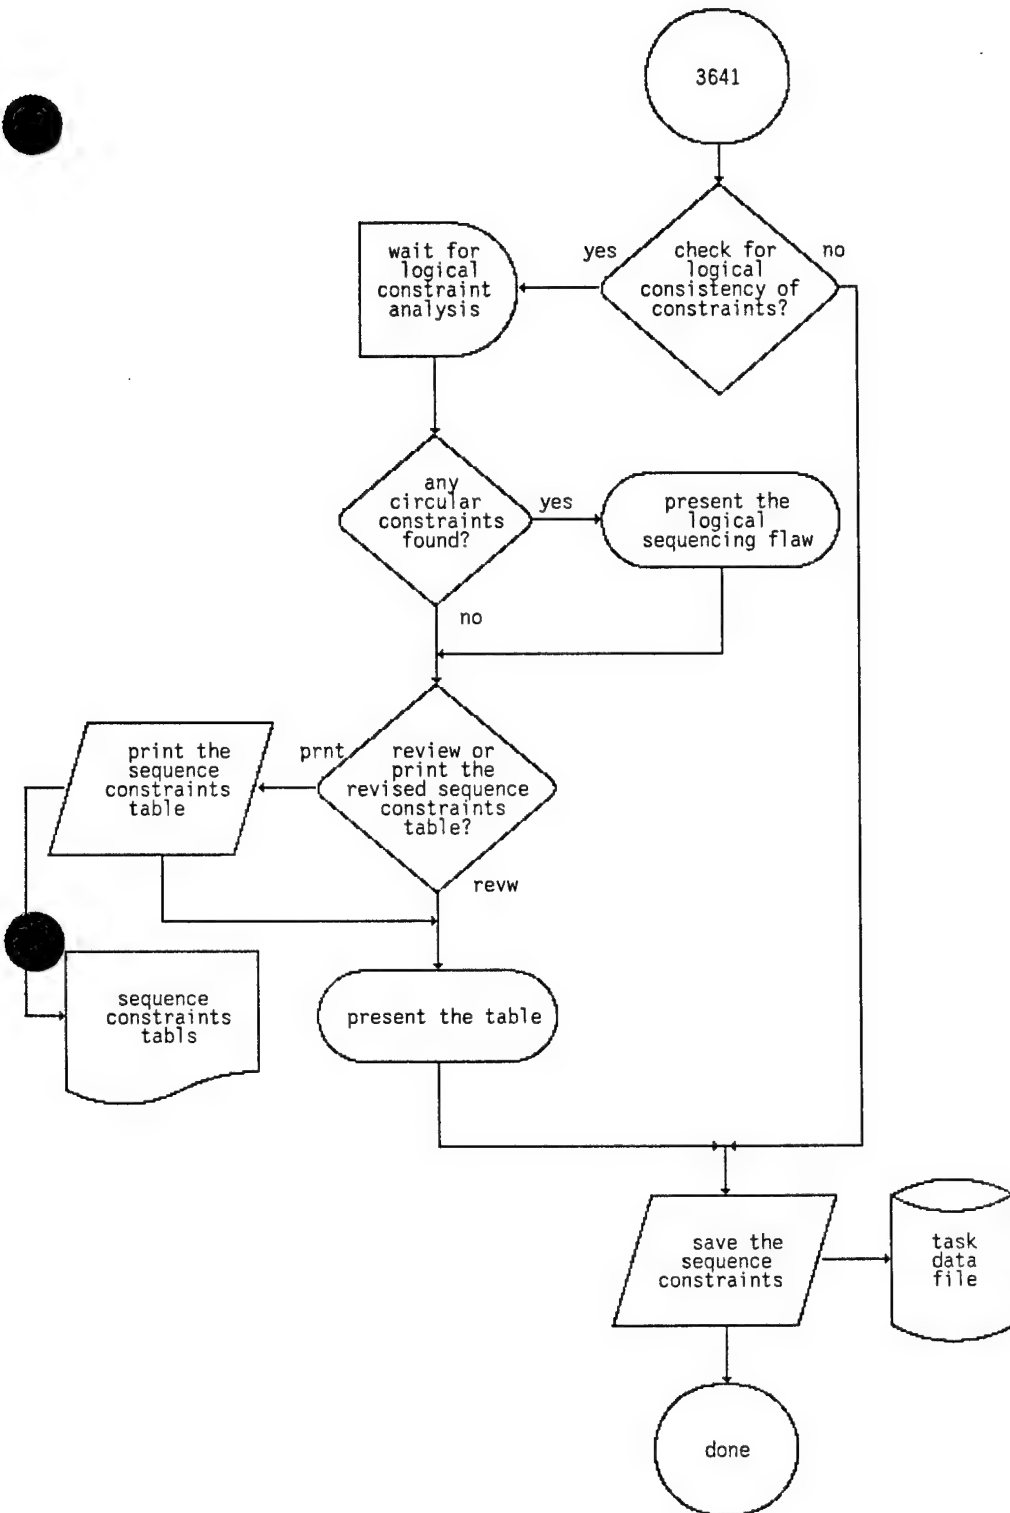 3641
check for
logical
consistency of
constraints?
yes
no
wait for
logical
constraint
analysis
any
circular
constraints
found?
yes
present the
logical
sequencing flaw
no
review or
print the
revised sequence
constraints
table?
prnt
print the
sequence
constraints
table
revw
sequence
constraints
tabls
present the table
save the
sequence
constraints
task
data
file
done